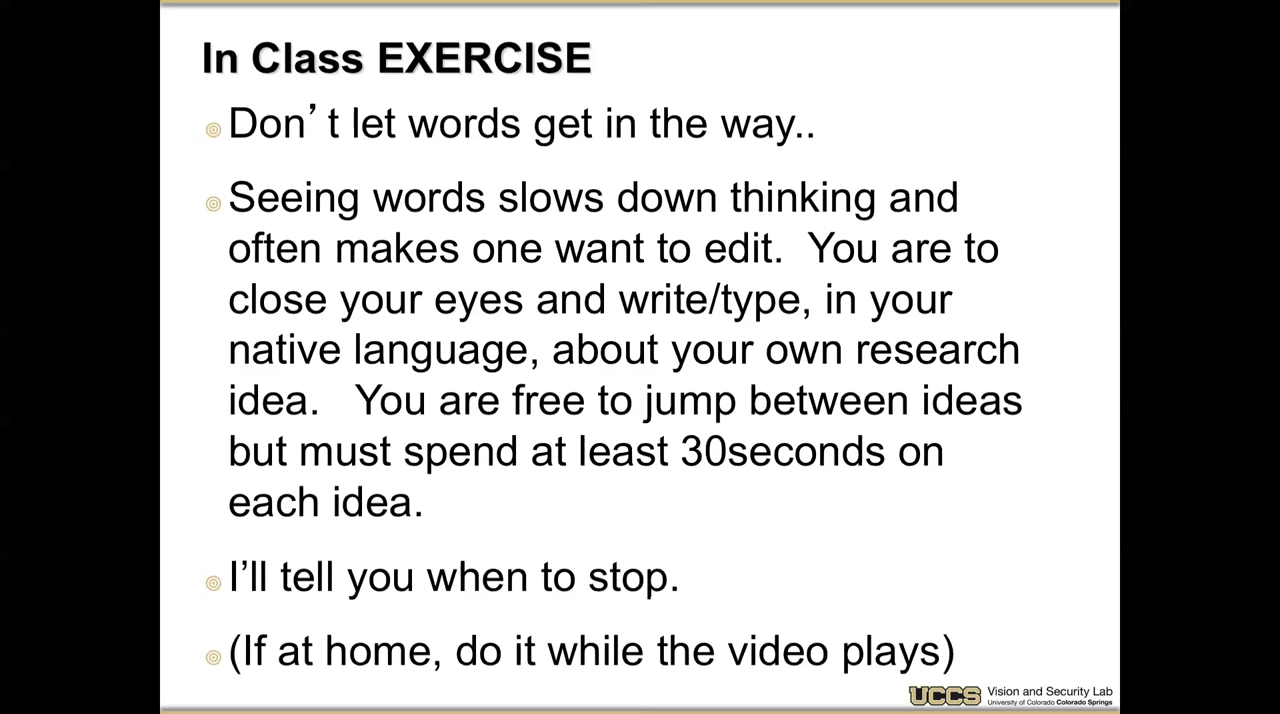 In Class EXERCISE
Don’t let words get in the way..
Seeing words slows down thinking and
often makes one want to edit. You are to
close your eyes and write/type, in your
native language, about your own research
idea. You are free to jump between ideas
but must spend at least 30seconds on
each idea.
I’ll tell you when to stop.
(If at home, do it while the video plays)
UCCS Vision and Security Lab
University of Colorado Colorado Springs